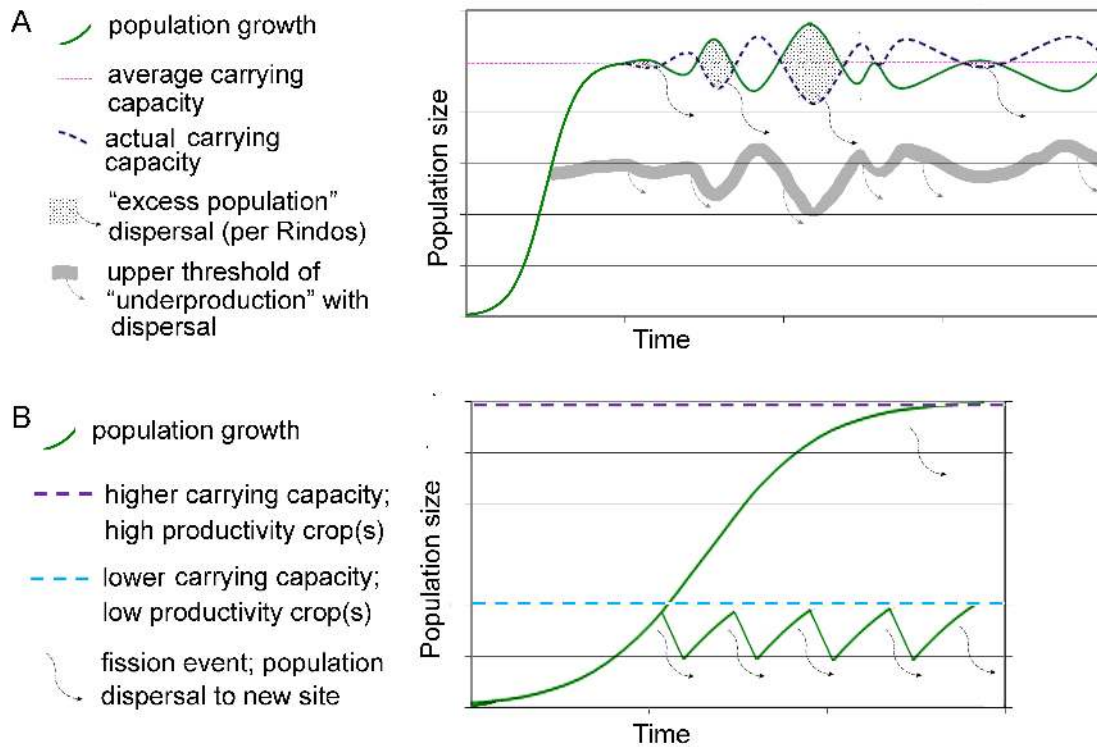 A
population growth
average carrying
capacity
actual carrying
capacity
“excess population”
dispersal (per Rindos)
upper threshold of
“underproduction” with
dispersal
Population size
Time
B
population growth
higher carrying capacity;
high productivity crop(s)
lower carrying capacity;
low productivity crop(s)
fission event; population
dispersal to new site
Population size
Time